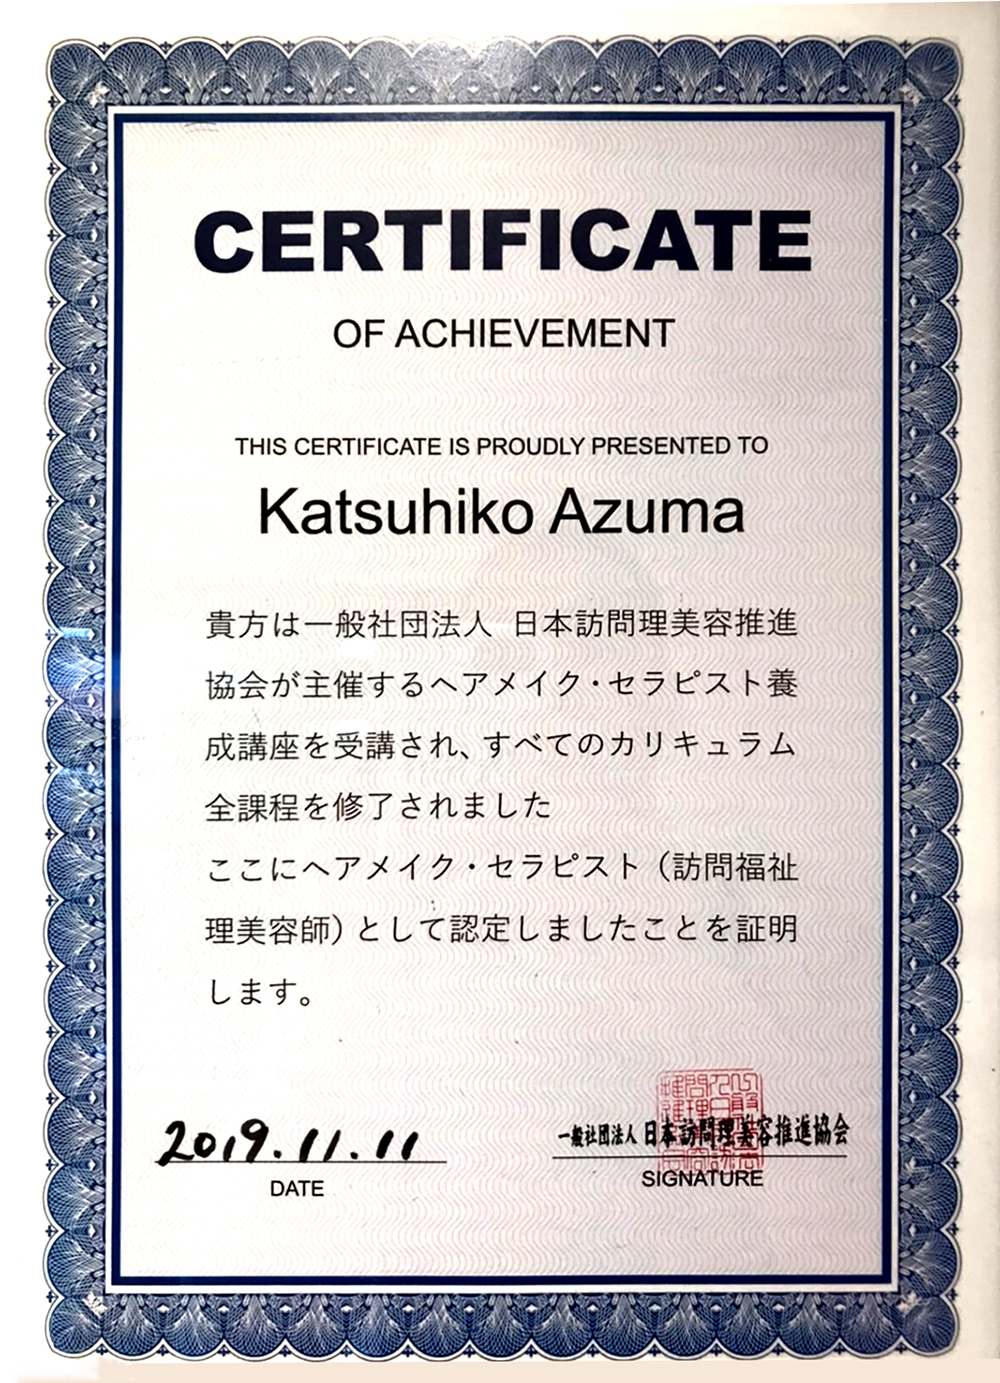 CERTIFICATE
OF ACHIEVEMENT
THIS CERTIFICATE IS PROUDLY PRESENTED TO
Katsuhiko Azuma
貴方は一般社団法人 日本訪問理美容推進
協会が主催するヘアメイク・セラピスト養
成講座を受講され、すべてのカリキュラム
全課程を修了されました
ここにヘアメイク・セラピスト（訪問福祉
理美容師）として認定しましたことを証明
します。
2019.11.11
一般社団法人 日本訪問理美容推進協会
DATE
SIGNATURE